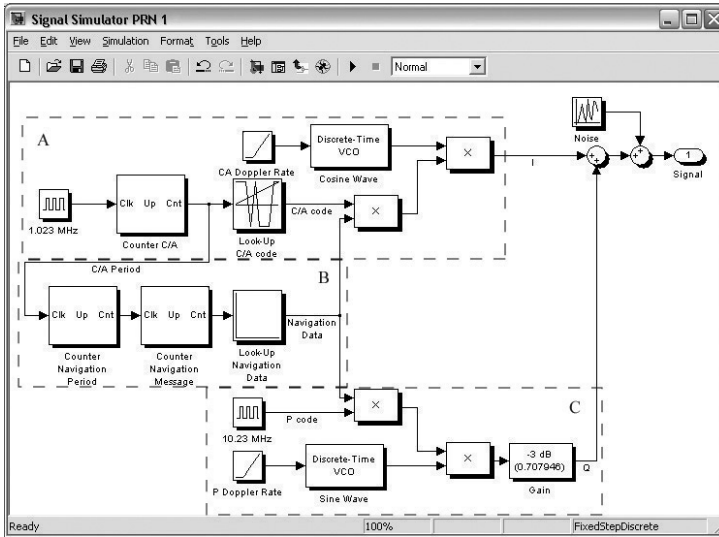 Signal Simulator PRN 1
File Edit View Simulation Format Tools Help
Normal
A
CA Doppler Rate
Discrete-Time
VCO
Cosine Wave
×
Noise
I
1
Signal
1.023 MHz
Clk Up Cnt
Counter C/A
Look-Up
C/A code
C/A code
×
C/A Period
B
Clk Up Cnt
Counter
Navigation
Period
Clk Up Cnt
Counter
Navigation
Message
Look-Up
Navigation
Data
Navigation
Data
C
10.23 MHz
P code
×
P Doppler Rate
Discrete-Time
VCO
Sine Wave
×
-3 dB
(0.707946)
Gain
Q
Ready 100% FixedStepDiscrete